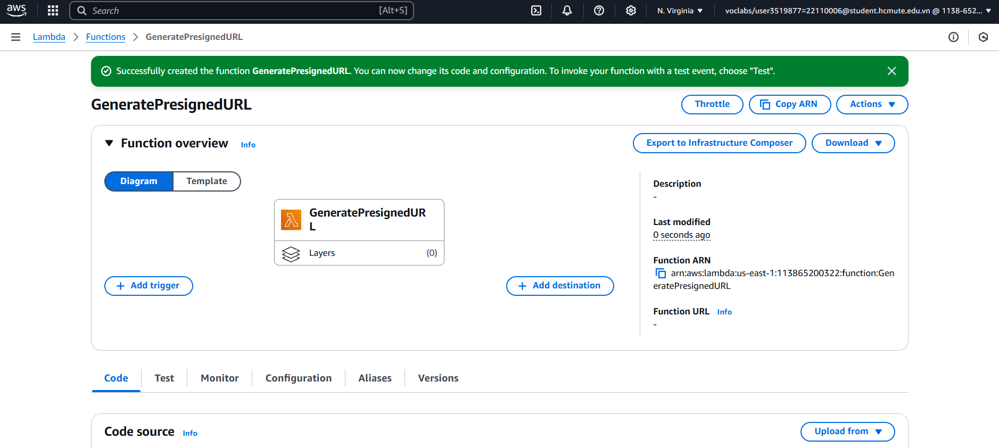 aws
Search [Alt+S]
N. Virginia
voclabs/user3519877=22110006@student.hcmute.edu.vn @ 1138-652...
Lambda
Functions
GeneratePresignedURL
Successfully created the function GeneratePresignedURL. You can now change its code and configuration. To invoke your function with a test event, choose "Test".
GeneratePresignedURL
Throttle
Copy ARN
Actions
Function overview
Info
Export to Infrastructure Composer
Download
Diagram
Template
GeneratePresignedUR
L
Layers
(0)
Add trigger
Add destination
Description
-
Last modified
0 seconds ago
Function ARN
arn:aws:lambda:us-east-1:113865200322:function:Gen
eratePresignedURL
Function URL Info
-
Code
Test
Monitor
Configuration
Aliases
Versions
Code source
Info
Upload from